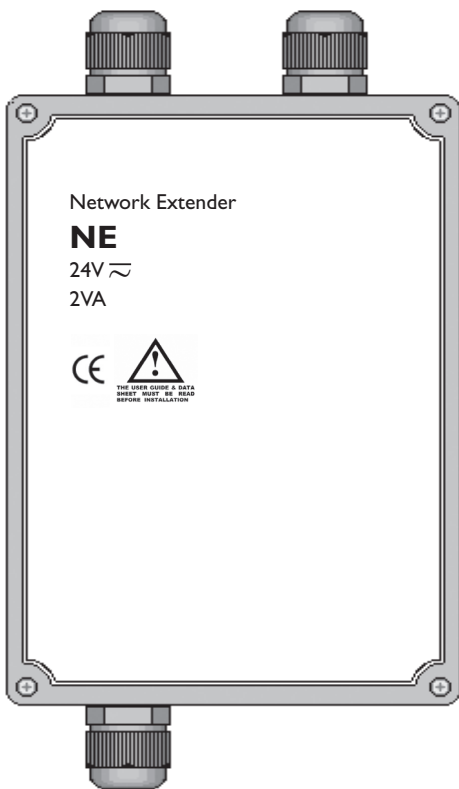 Network Extender
NE
24V ⎓~
2VA
CE
THE USER GUIDE & DATA
SHEET MUST BE READ
BEFORE INSTALLATION